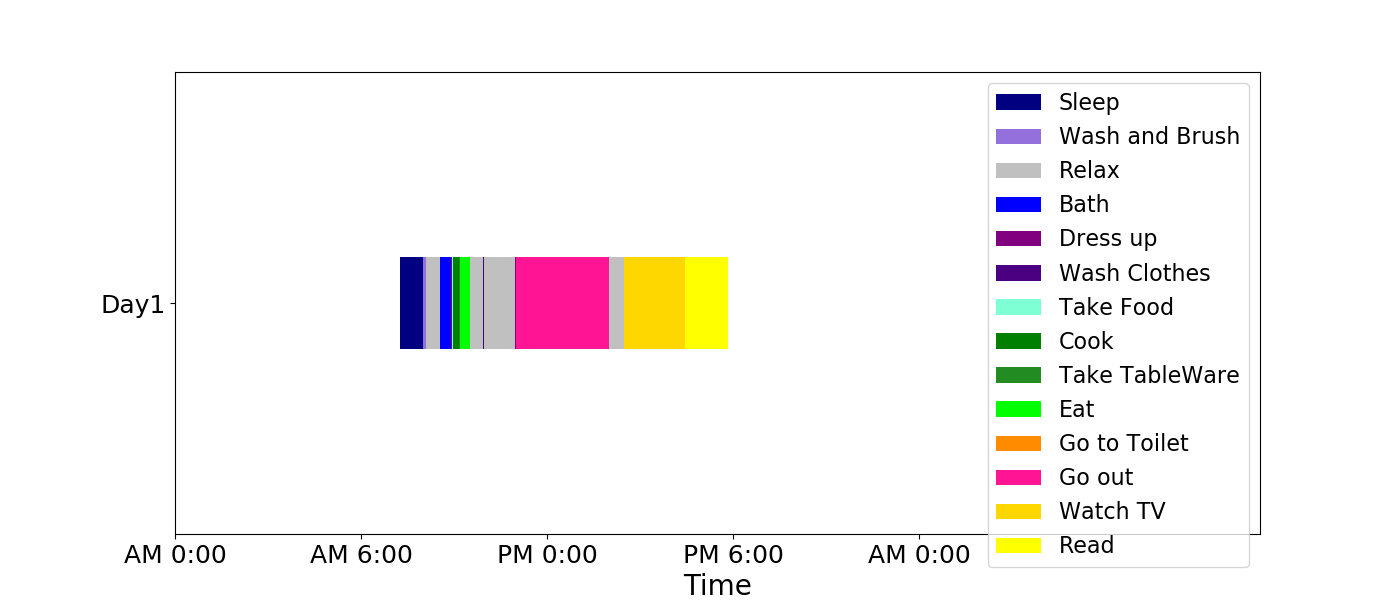 Sleep
Wash and Brush
Relax
Bath
Dress up
Wash Clothes
Take Food
Cook
Take TableWare
Eat
Go to Toilet
Go out
Watch TV
Read
Day1
AM 0:00 AM 6:00 PM 0:00 PM 6:00 AM 0:00
Time